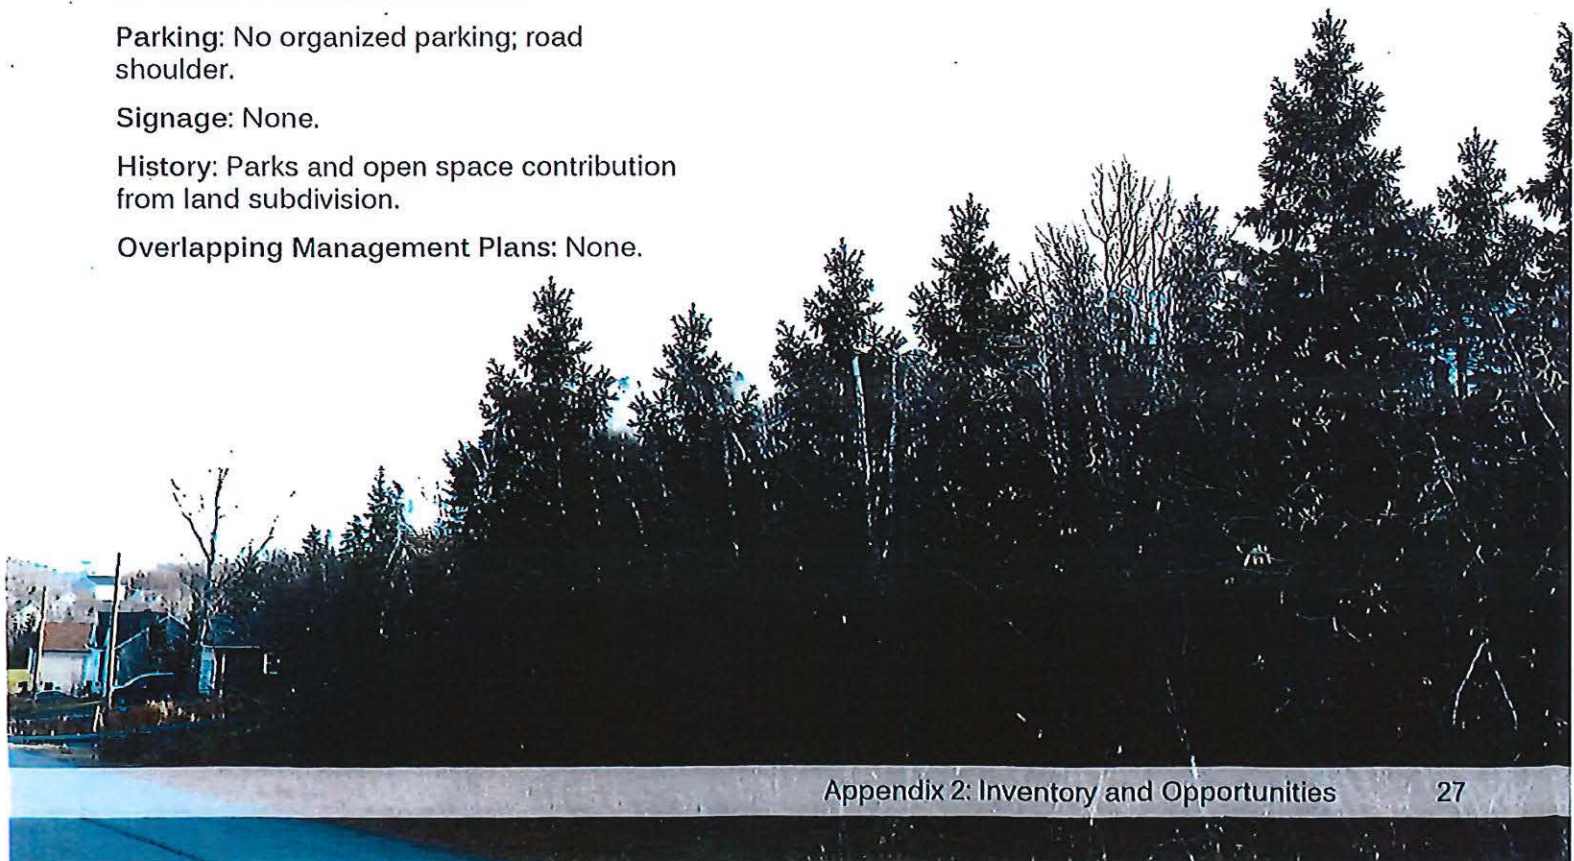 Parking: No organized parking; road
shoulder.
Signage: None.
History: Parks and open space contribution
from land subdivision.
Overlapping Management Plans: None.
Appendix 2: Inventory and Opportunities 27